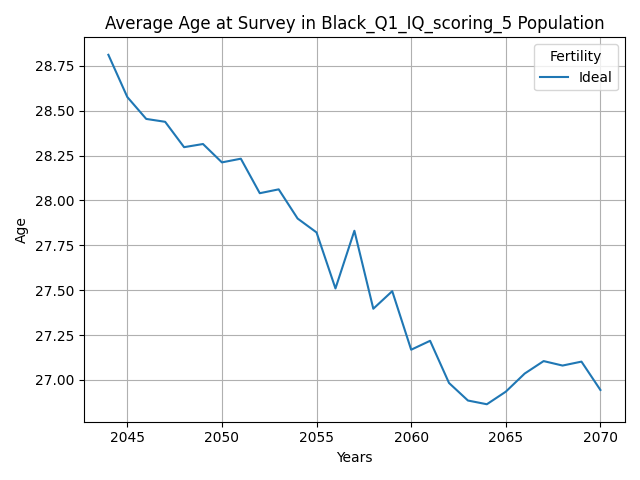 Average Age at Survey in Black_Q1_IQ_scoring_5 Population
Fertility
Ideal
28.75
28.50
28.25
28.00
27.75
27.50
27.25
27.00
Age
2045 2050 2055 2060 2065 2070
Years